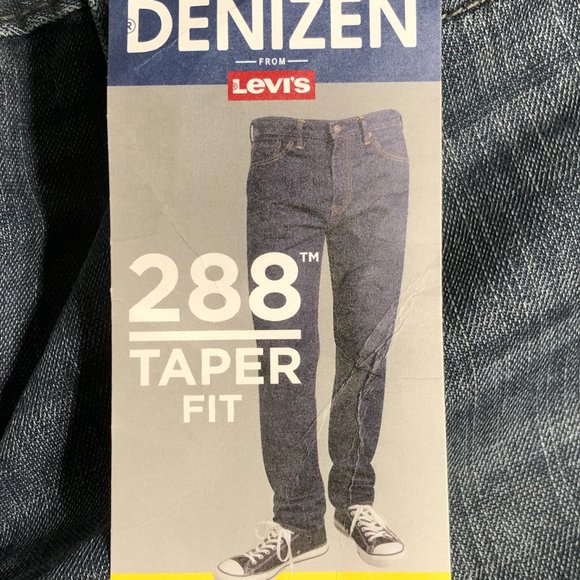 DENIZEN
®
FROM
LEVI'S
288™
TAPER
FIT